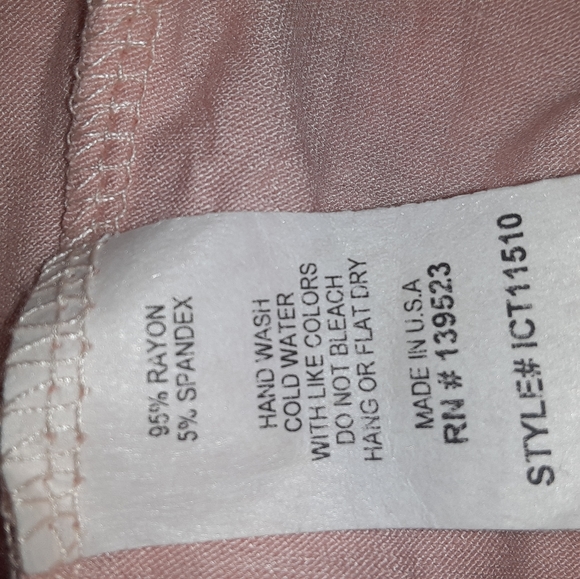 95% RAYON
5% SPANDEX
HAND WASH
COLD WATER
WITH LIKE COLORS
DO NOT BLEACH
HANG OR FLAT DRY
MADE IN U.S.A
RN # 139523
STYLE# ICT11510